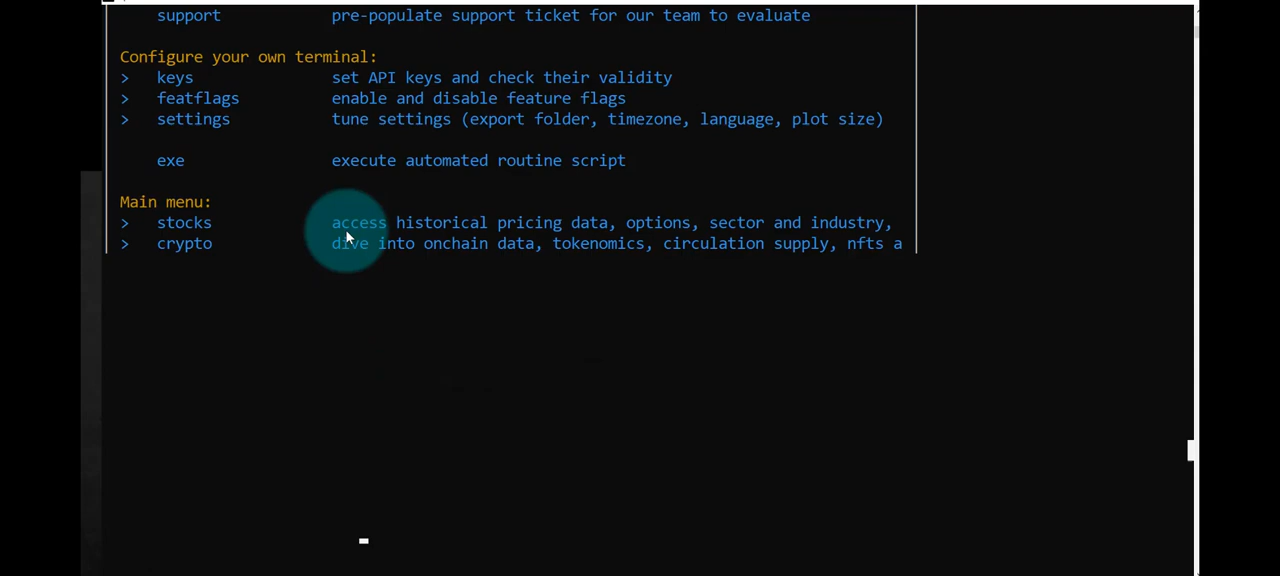 support pre-populate support ticket for our team to evaluate
Configure your own terminal:
> keys set API keys and check their validity
> featflags enable and disable feature flags
> settings tune settings (export folder, timezone, language, plot size)
exe execute automated routine script
Main menu:
> stocks access historical pricing data, options, sector and industry,
> crypto dive into onchain data, tokenomics, circulation supply, nfts a